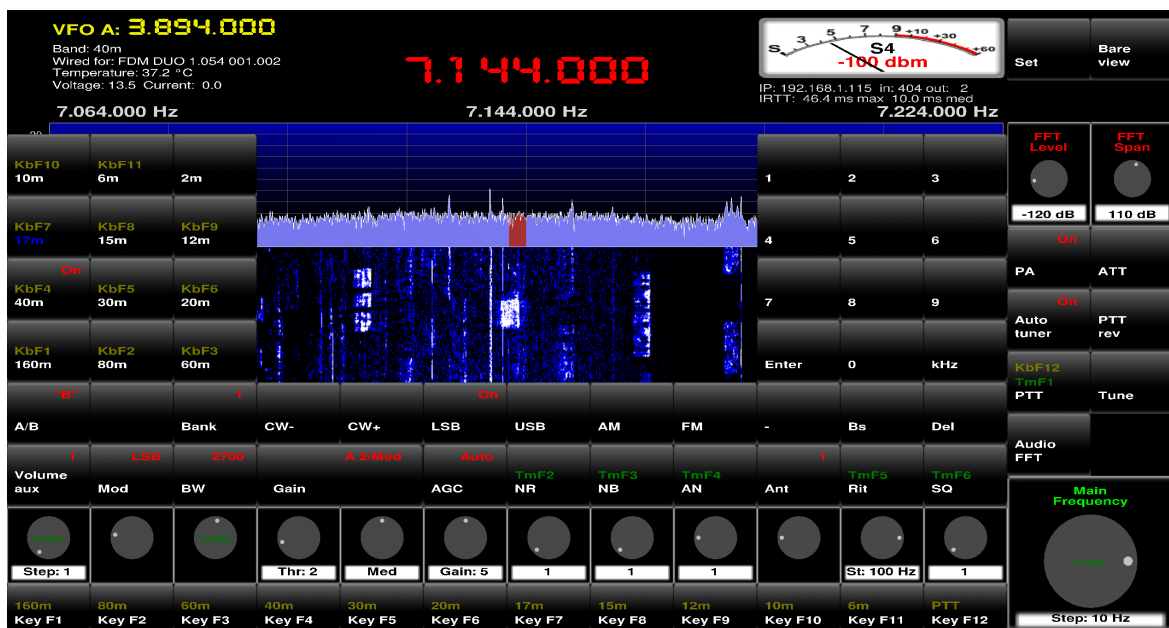 VFO A: 3.894.000
Band: 40m
Wired for: FDM DUO 1.054 001.002
Temperature: 37.2 °C
Voltage: 13.5 Current: 0.0
7.144.000
S 3 5 7 9 +10 +30 +60
S4
-100 dbm
IP: 192.168.1.115 in: 404 out: 2
IRTT: 46.4 ms max 10.0 ms med
Set
Bare view
7.064.000 Hz 7.144.000 Hz 7.224.000 Hz
FFT Level
FFT Span
-120 dB
110 dB
KbF10 KbF11
10m 6m 2m
1 2 3
KbF7 KbF8 KbF9
17m 15m 12m
4 5 6
On
PA ATT
On
KbF4 KbF5 KbF6
40m 30m 20m
7 8 9
On
Auto tuner
PTT rev
KbF1 KbF2 KbF3
160m 80m 60m
Enter 0 kHz
KbF12
TmF1
PTT Tune
"B" 1 On
A/B Bank CW- CW+ LSB USB AM FM - Bs Del
Audio FFT
1 LSB 2700 A 2/Med Auto TmF2 TmF3 TmF4 1 TmF5 TmF6
Volume aux Mod BW Gain AGC NR NB AN Ant Rit SQ
Main Frequency
Step: 1 Thr: 2 Med Gain: 5 1 1 1 St: 100 Hz 1
160m 80m 60m 40m 30m 20m 17m 15m 12m 10m 6m PTT
Key F1 Key F2 Key F3 Key F4 Key F5 Key F6 Key F7 Key F8 Key F9 Key F10 Key F11 Key F12
Step: 10 Hz